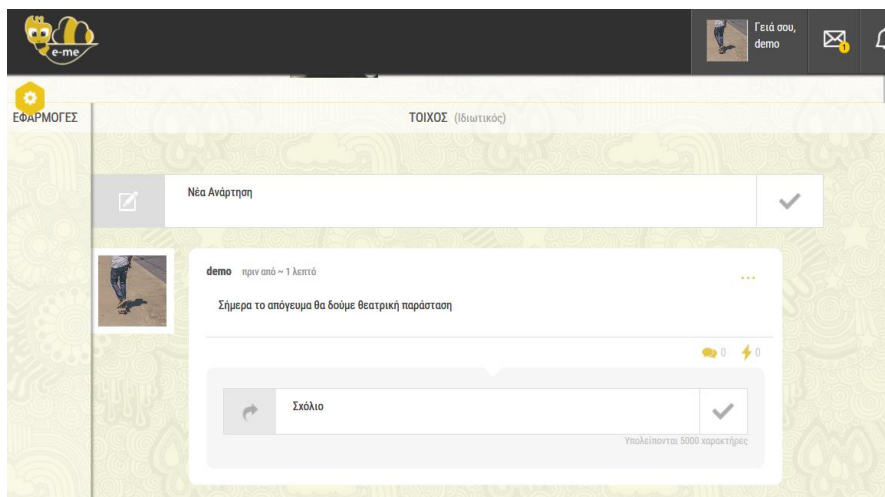 e-me
Γειά σου,
demo
1
ΕΦΑΡΜΟΓΕΣ
ΤΟΙΧΟΣ (Ιδιωτικός)
Νέα Ανάρτηση
demo πριν από ~ 1 λεπτό
...
Σήμερα το απόγευμα θα δούμε θεατρική παράσταση
0 0
Σχόλιο
Υπολείπονται 5000 χαρακτήρες